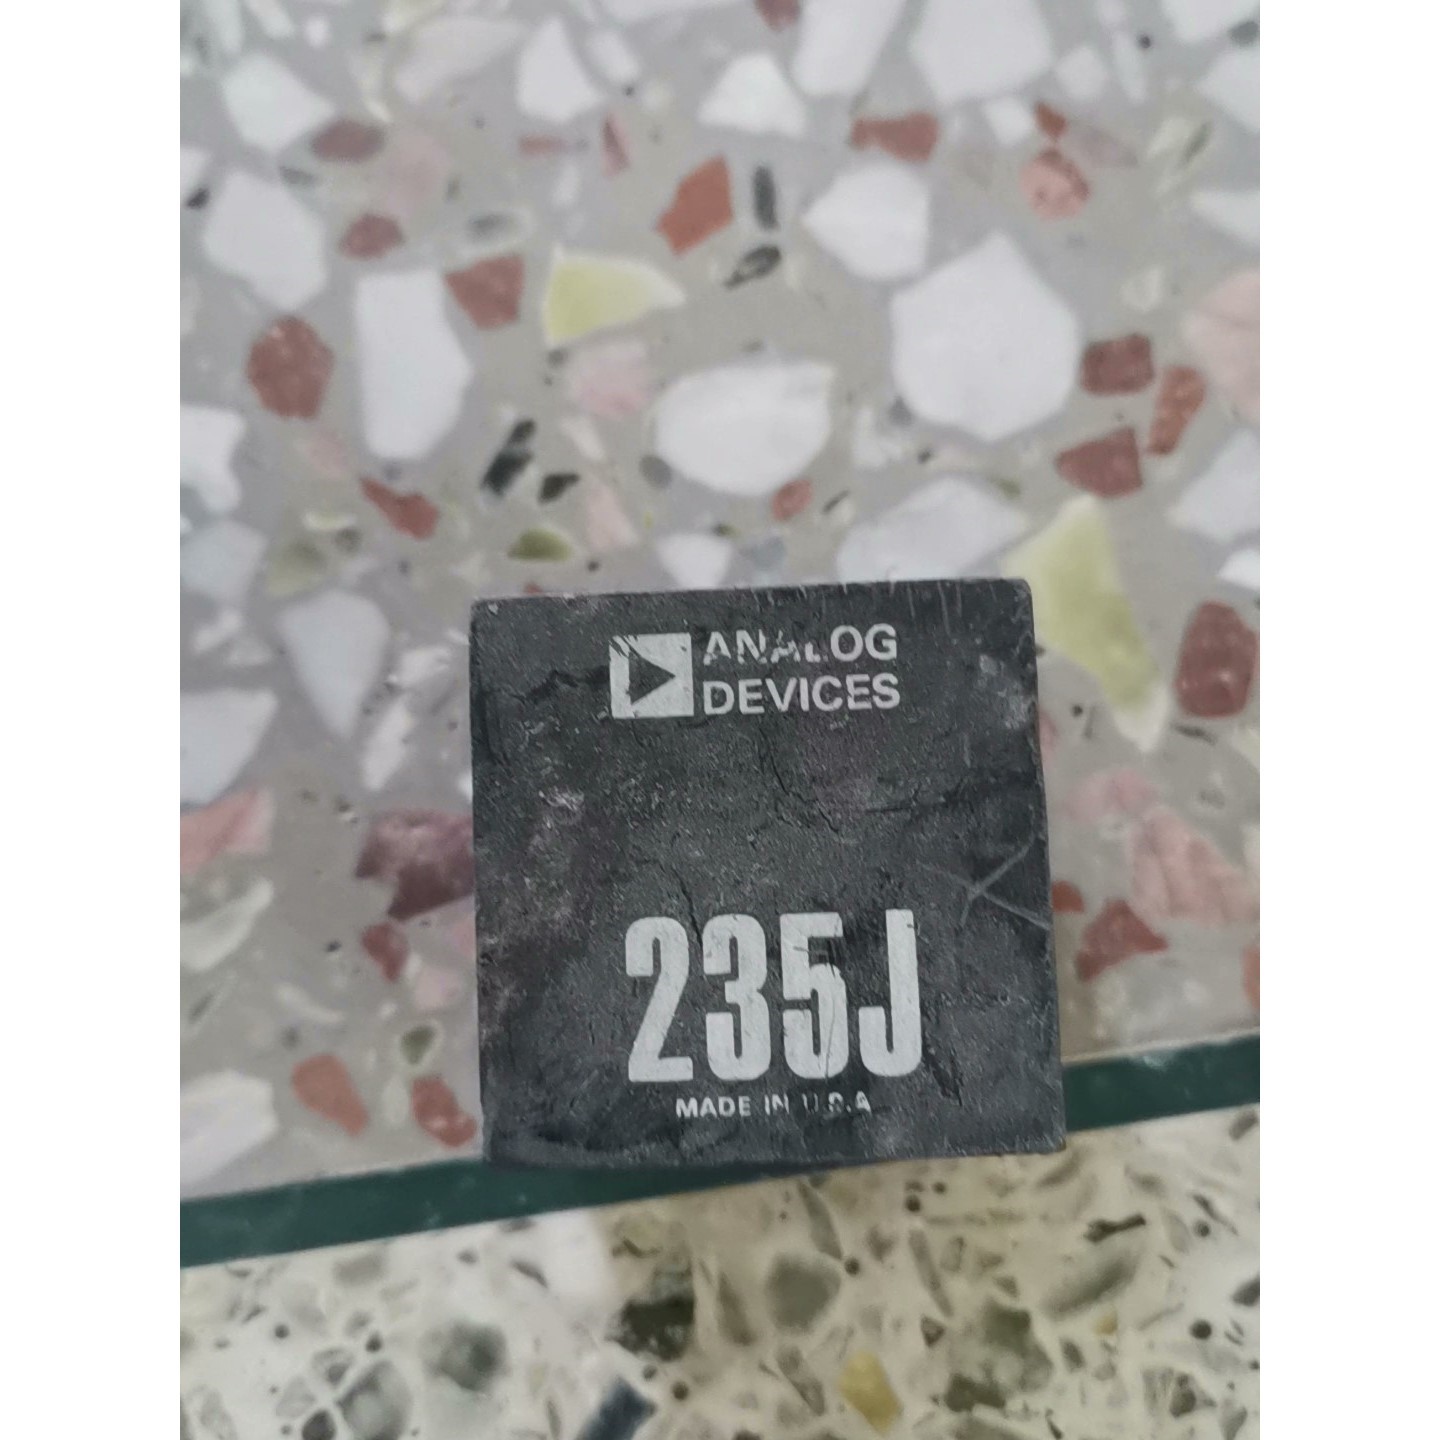 ANALOG
DEVICES
235J
MADE IN U.S.A